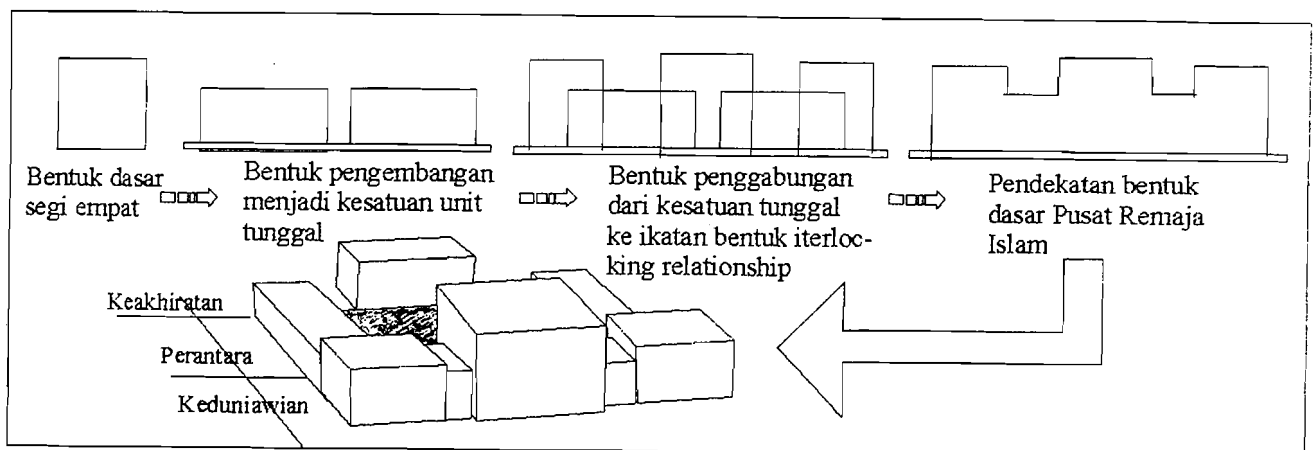 Bentuk dasar
segi empat
Bentuk pengembangan
menjadi kesatuan unit
tunggal
Bentuk penggabungan
dari kesatuan tunggal
ke ikatan bentuk iterloc-
king relationship
Pendekatan bentuk
dasar Pusat Remaja
Islam
Keakhiratan
Perantara
Keduniawian